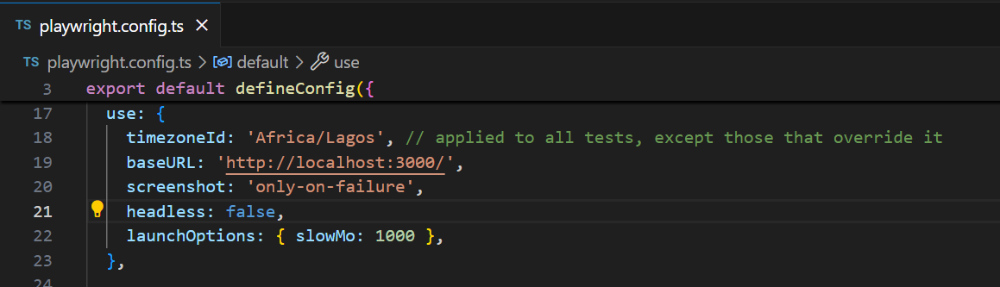 TS playwright.config.ts ×
TS playwright.config.ts > default > use
3 export default defineConfig({
17 use: {
18 timezoneId: 'Africa/Lagos', // applied to all tests, except those that override it
19 baseURL: 'http://localhost:3000/',
20 screenshot: 'only-on-failure',
21 headless: false,
22 launchOptions: { slowMo: 1000 },
23 },
24